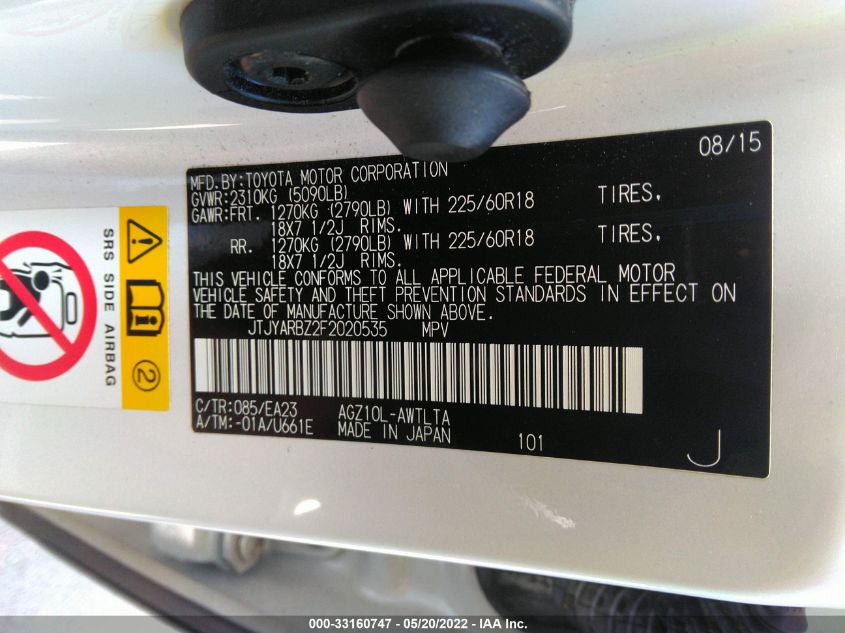 08/15
MFD.BY:TOYOTA MOTOR CORPORATION
GVWR:2310KG (5090LB)
GAWR:FRT. 1270KG (2790LB) WITH 225/60R18 TIRES,
18X7 1/2J RIMS.
RR. 1270KG (2790LB) WITH 225/60R18 TIRES,
18X7 1/2J RIMS.
THIS VEHICLE CONFORMS TO ALL APPLICABLE FEDERAL MOTOR
VEHICLE SAFETY AND THEFT PREVENTION STANDARDS IN EFFECT ON
THE DATE OF MANUFACTURE SHOWN ABOVE.
JTJYARBZ2F2020535 MPV
C/TR:085/EA23 AGZ10L-AWTLTA
A/TM:-01A/U661E MADE IN JAPAN 101
J
SRS SIDE AIRBAG
2
000-33160747 - 05/20/2022 - IAA Inc.